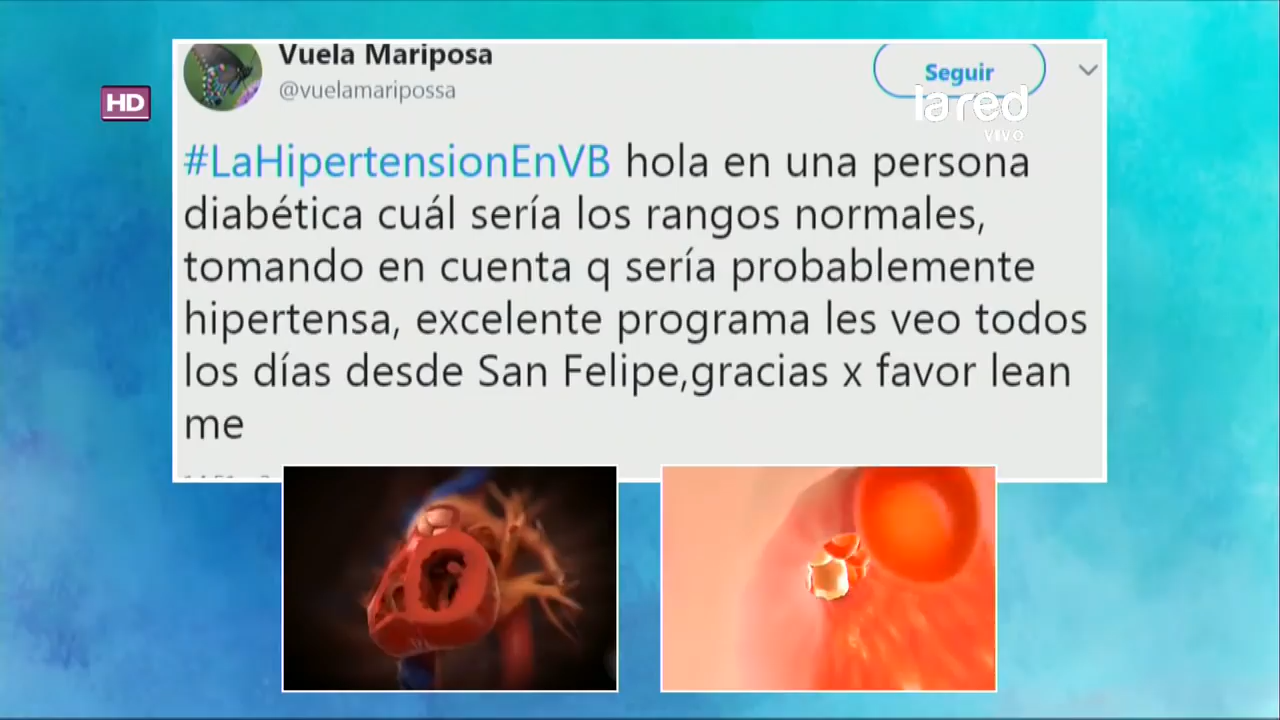 Vuela Mariposa
@vuelamaripossa
Seguir
HD
la red
VIVO
#LaHipertensionEnVB hola en una persona
diabética cuál sería los rangos normales,
tomando en cuenta q sería probablemente
hipertensa, excelente programa les veo todos
los días desde San Felipe,gracias x favor lean
me